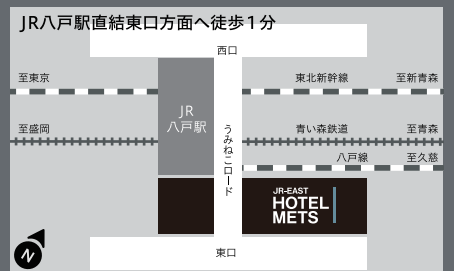 JR八戸駅直結東口方面へ徒歩1分
西口
至東京
東北新幹線
至新青森
JR
八戸駅
至盛岡
青い森鉄道
至青森
うみねこロード
八戸線
至久慈
JR-EAST
HOTEL
METS
東口
N